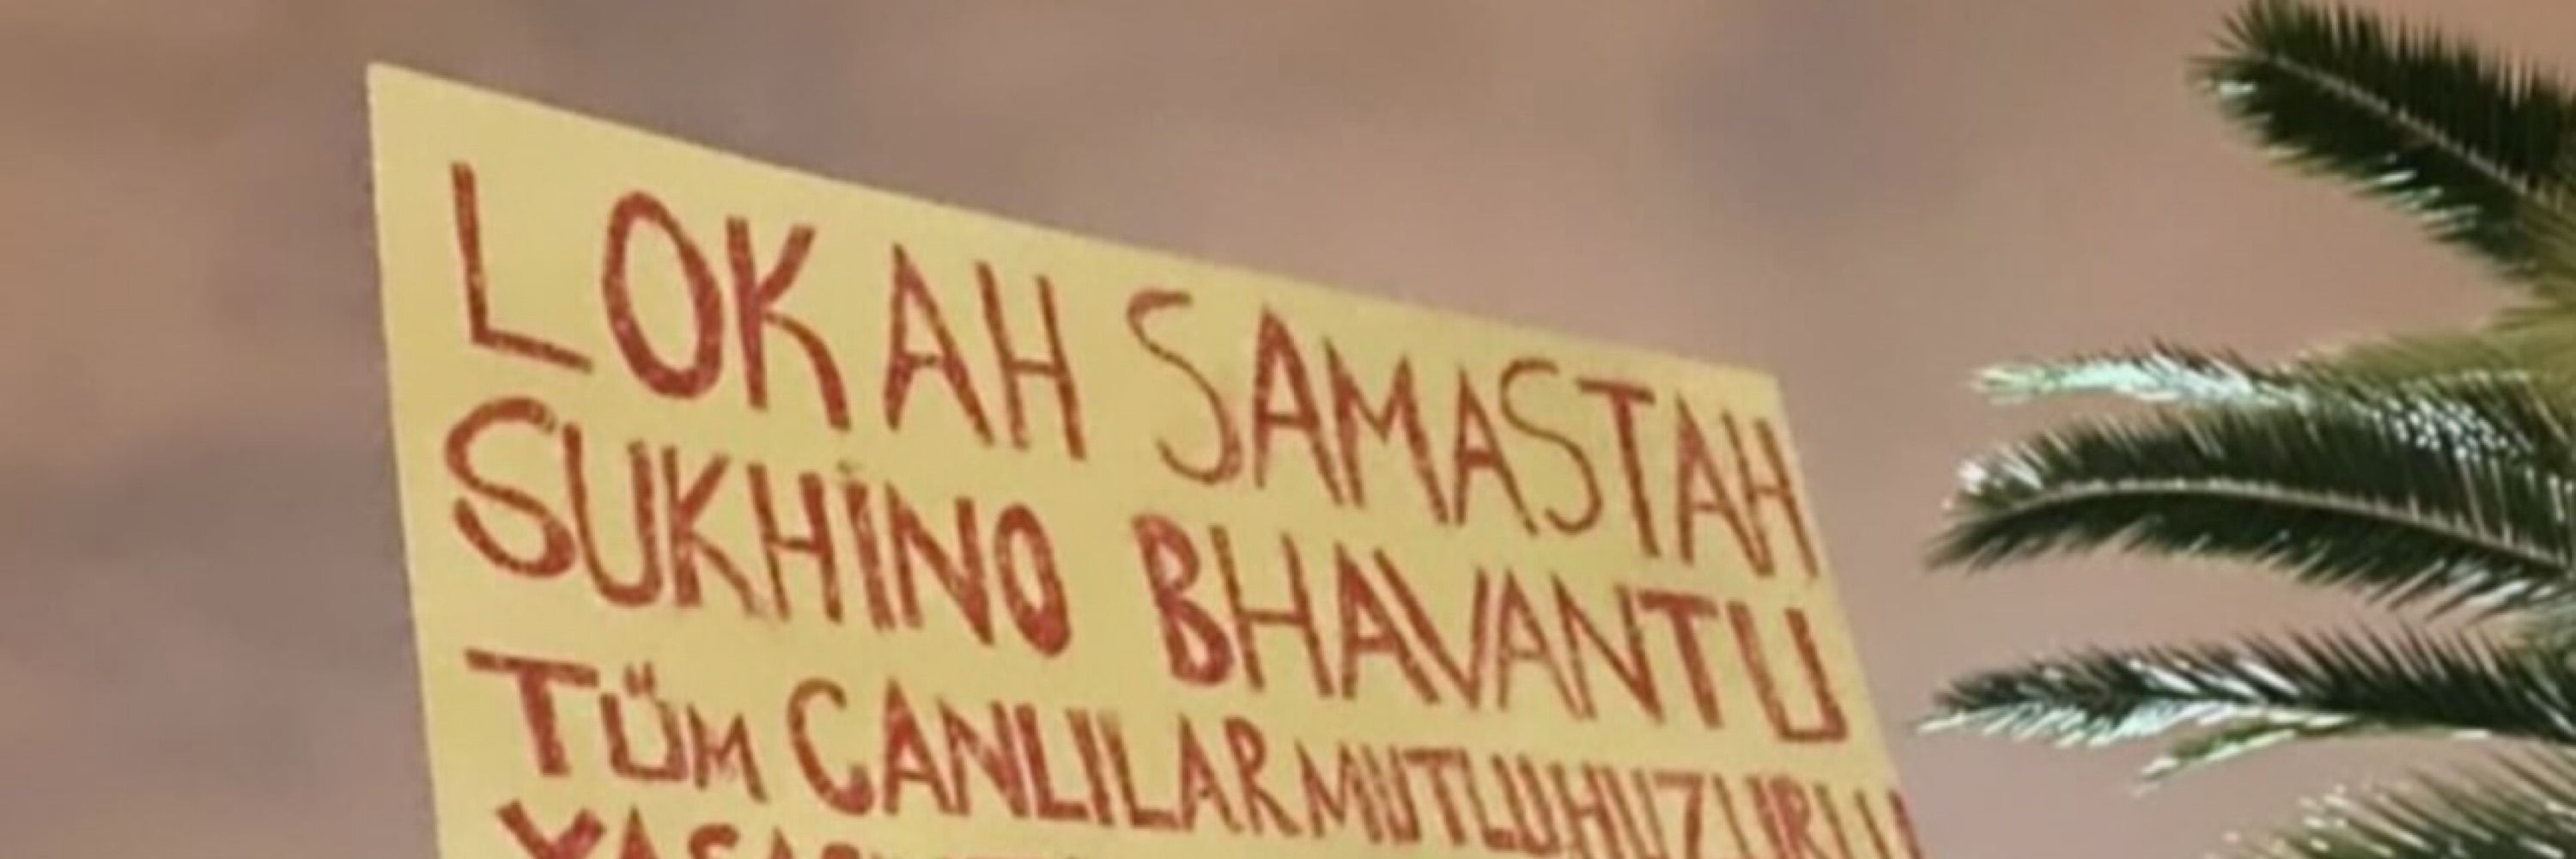 LOKAH SAMASTAH
SUKHİNO BHAVANTU
TÜM CANLILAR MUTLU HUZURLU